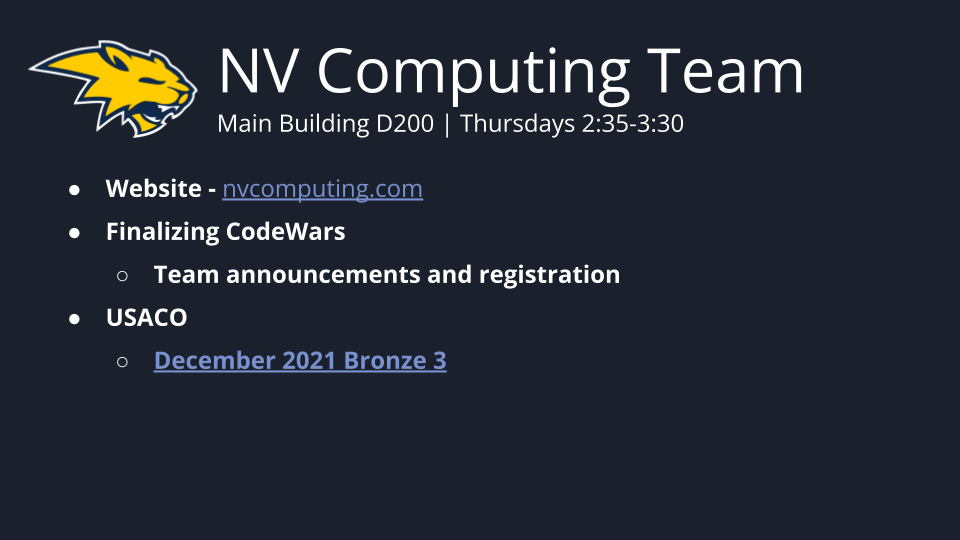 NV Computing Team
Main Building D200 | Thursdays 2:35-3:30
● Website - nvcomputing.com
● Finalizing CodeWars
○ Team announcements and registration
● USACO
○ December 2021 Bronze 3